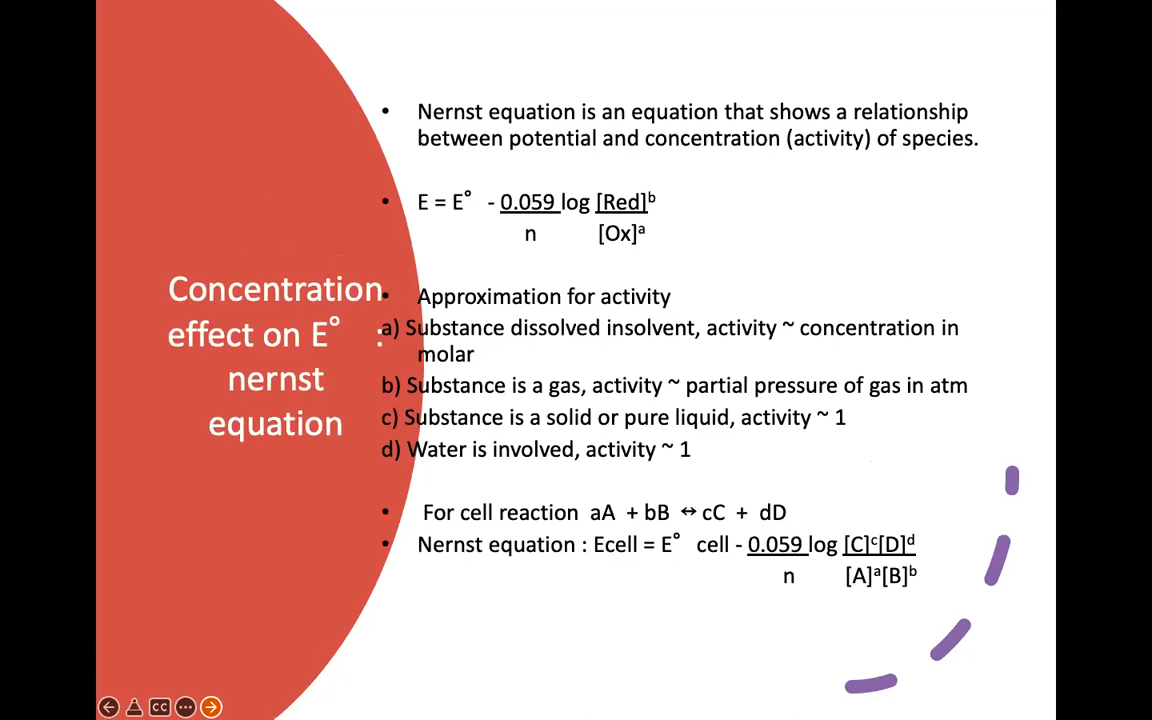 Concentration
effect on E° :
nernst
equation
• Nernst equation is an equation that shows a relationship
between potential and concentration (activity) of species.
• E = E° - 0.059 log [Red]ᵇ
n [Ox]ᵃ
• Approximation for activity
a) Substance dissolved insolvent, activity ~ concentration in
molar
b) Substance is a gas, activity ~ partial pressure of gas in atm
c) Substance is a solid or pure liquid, activity ~ 1
d) Water is involved, activity ~ 1
• For cell reaction aA + bB ↔ cC + dD
• Nernst equation : Ecell = E° cell - 0.059 log [C]ᶜ[D]ᵈ
n [A]ᵃ[B]ᵇ
CC